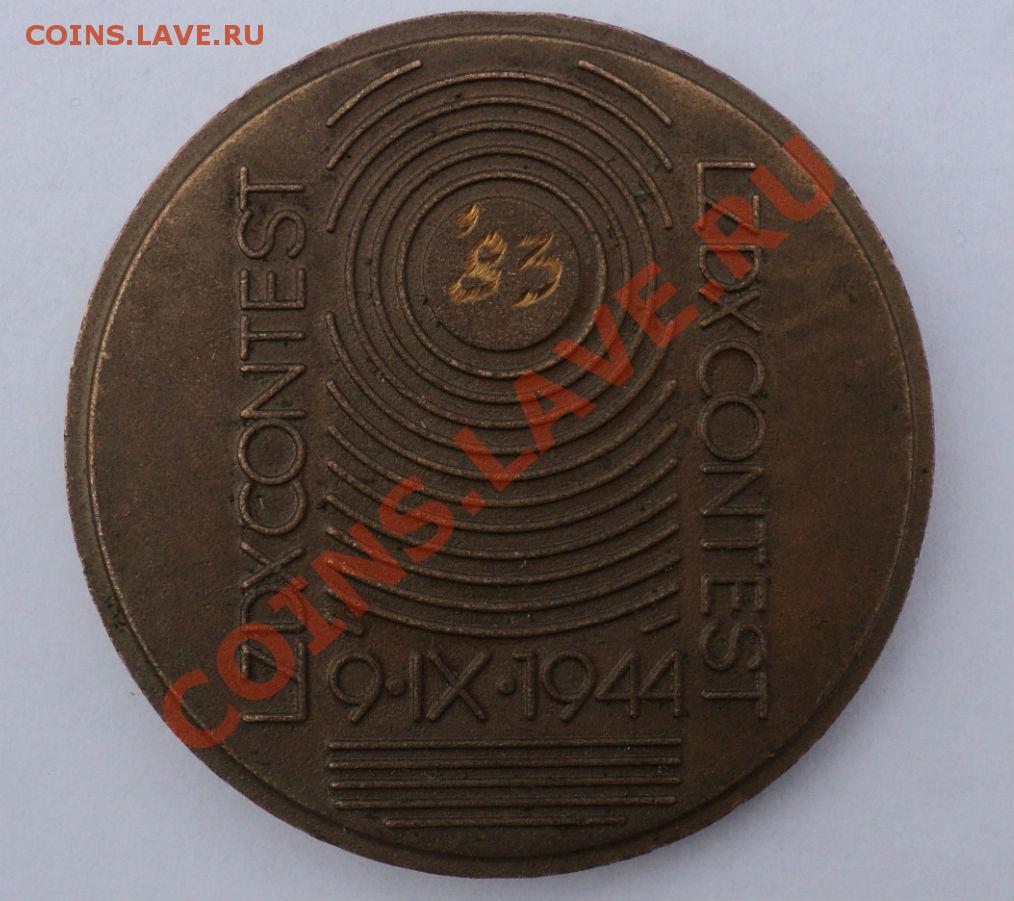 COINS.LAVE.RU
'83
LZDXCONTEST
LZDXCONTEST
9·IX·1944
COINS.LAVE.RU